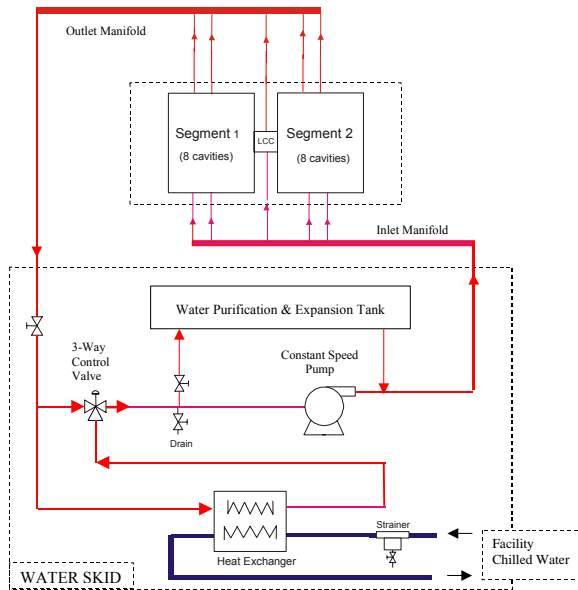 Outlet Manifold
Segment 1
(8 cavities)
LCC
Segment 2
(8 cavities)
Inlet Manifold
Water Purification & Expansion Tank
3-Way
Control
Valve
Constant Speed
Pump
Drain
Strainer
Heat Exchanger
Facility
Chilled Water
WATER SKID